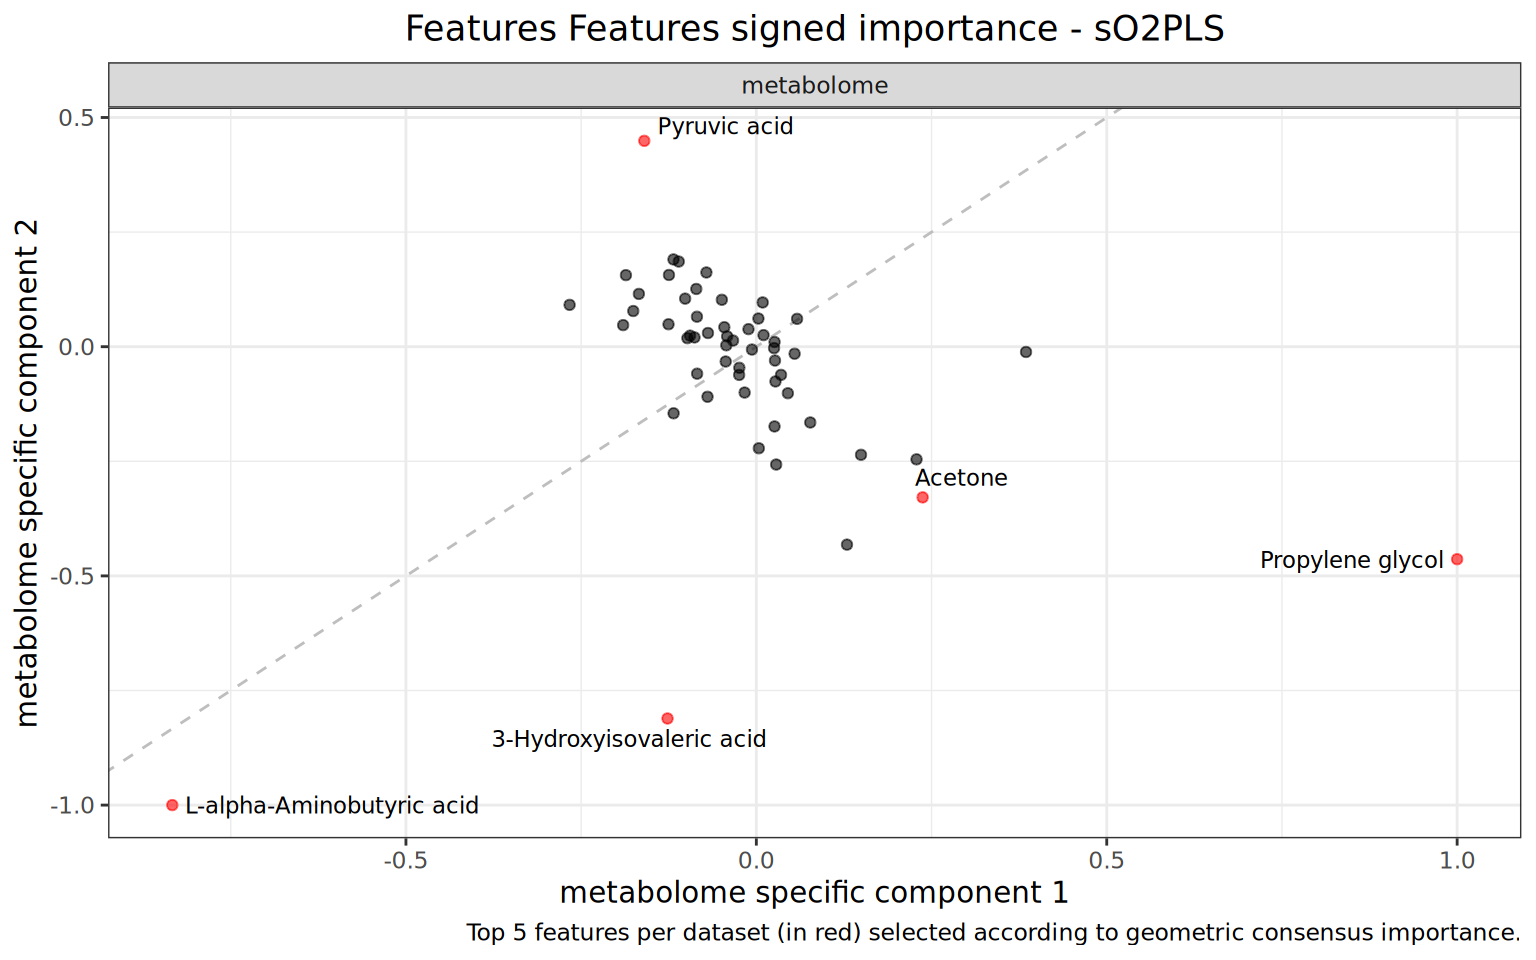 Features Features signed importance - sO2PLS
metabolome
metabolome specific component 2
0.5
0.0
-0.5
-1.0
Pyruvic acid
Acetone
Propylene glycol
3-Hydroxyisovaleric acid
L-alpha-Aminobutyric acid
-0.5
0.0
0.5
1.0
metabolome specific component 1
Top 5 features per dataset (in red) selected according to geometric consensus importance.